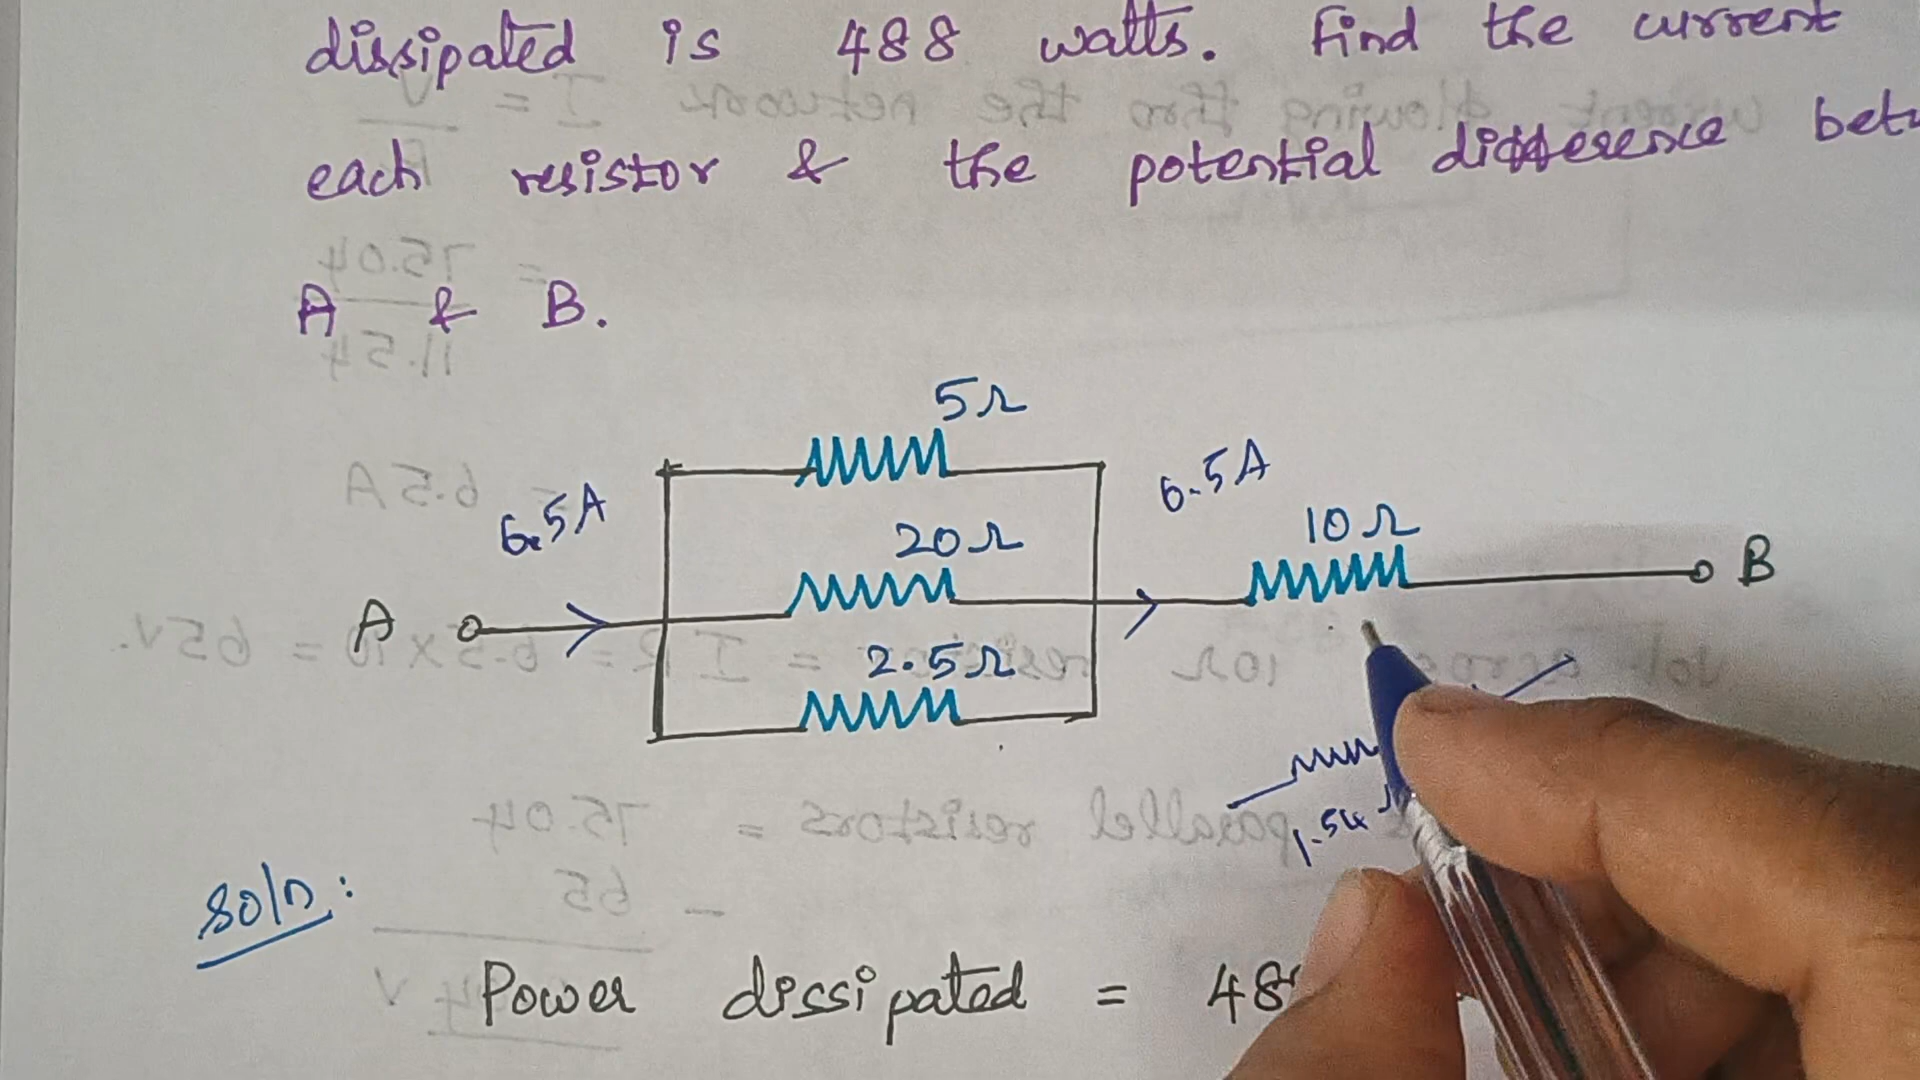 dissipated is 488 watts. Find the current
each resistor & the potential difference betw
A & B.
5Ω
6.5A
6.5A
20Ω
10Ω
A
B
2.5Ω
1.54
Soln:
Power dissipated = 48